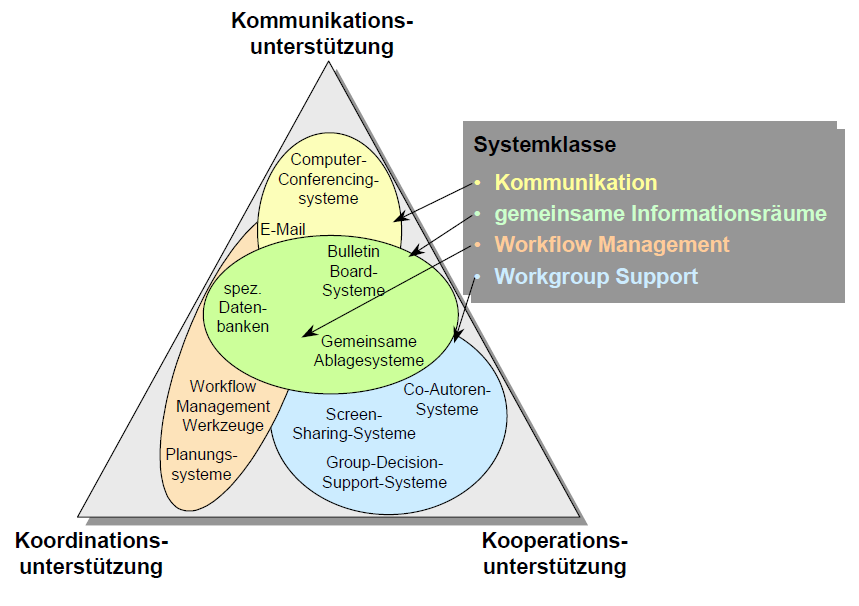 Kommunikations-
unterstützung
Systemklasse
• Kommunikation
• gemeinsame Informationsräume
• Workflow Management
• Workgroup Support
Computer-
Conferencing-
systeme
E-Mail
Bulletin
Board-
Systeme
spez.
Daten-
banken
Gemeinsame
Ablagesysteme
Workflow
Management
Werkzeuge
Planungs-
systeme
Co-Autoren-
Systeme
Screen-
Sharing-Systeme
Group-Decision-
Support-Systeme
Koordinations-
unterstützung
Kooperations-
unterstützung